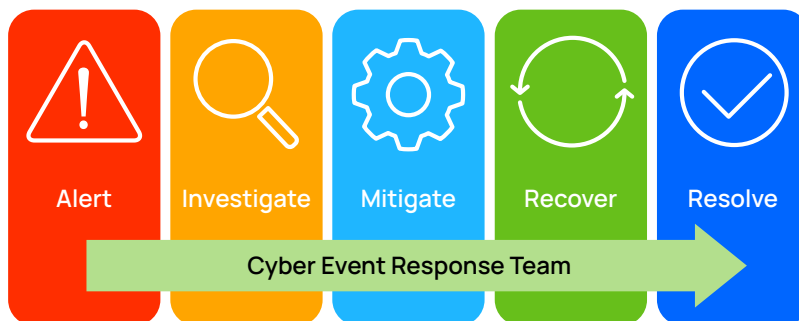 Alert
Investigate
Mitigate
Recover
Resolve
Cyber Event Response Team